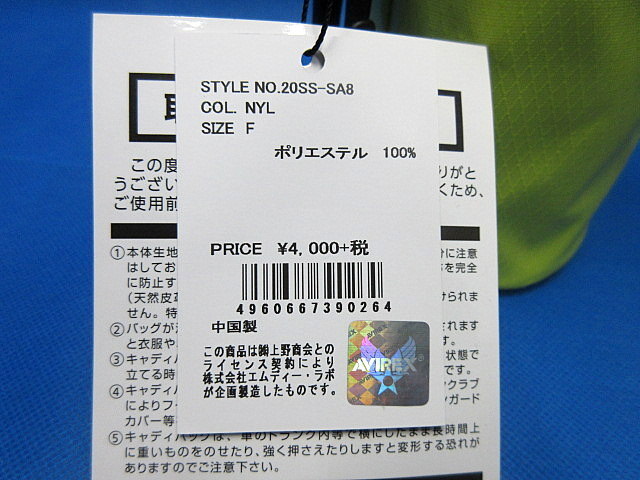 STYLE NO.20SS-SA8
COL. NYL
SIZE F
ポリエステル 100%
PRICE ¥4,000+税
4960667390264
中国製
この商品は㈱上野商会との
ライセンス契約により
株式会社エムディー・ラボ
が企画製造したものです。
AVIREX®
この度
りがと
うござい
くため、
ご使用前
①本体生地
分に注意
はしてお
を完全
に防止す
(天然皮革
けられま
せん。特
②バッグが
されます
と衣服や
③キャディ
状態で
立てる時
です。
④キャディバ
ンクラブ
によりフ
ンガード
カバー等
⑤キャディバッグは、車のトランク内等で横にしたまま長時間上
に重いものをのせたり、強く押さえたりしますと変形する恐れが
ありますのでご注意下さい。